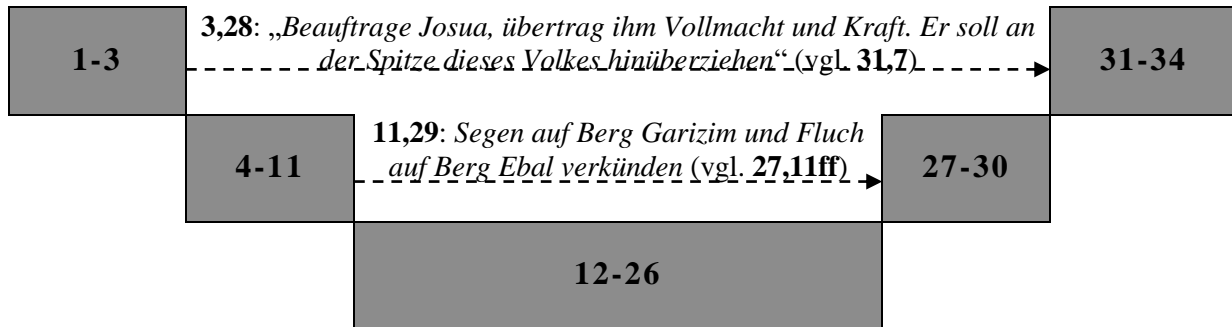 3,28: „Beauftrage Josua, übertrag ihm Vollmacht und Kraft. Er soll an
der Spitze dieses Volkes hinüberziehen“ (vgl. 31,7)
1-3
31-34
11,29: Segen auf Berg Garizim und Fluch
auf Berg Ebal verkünden (vgl. 27,11ff)
4-11
27-30
12-26